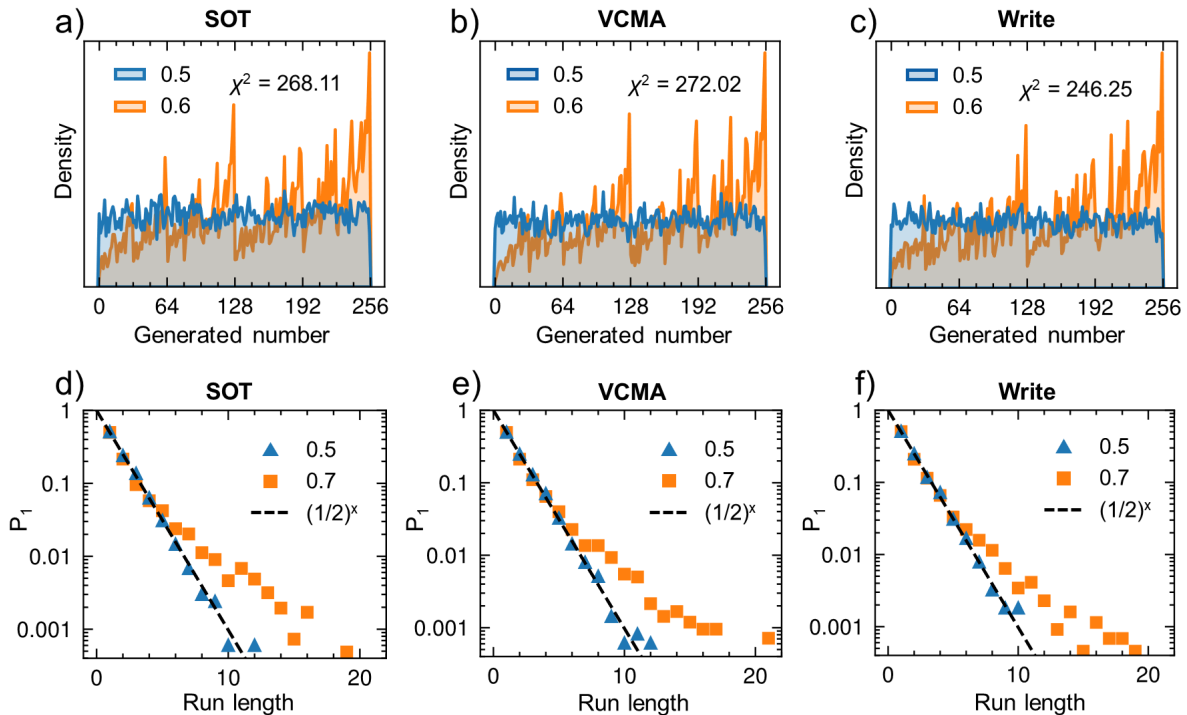 a)
SOT
Density
0.5
0.6
χ² = 268.11
0 64 128 192 256
Generated number
b)
VCMA
Density
0.5
0.6
χ² = 272.02
0 64 128 192 256
Generated number
c)
Write
Density
0.5
0.6
χ² = 246.25
0 64 128 192 256
Generated number
d)
SOT
P₁
1
0.1
0.01
0.001
0.5
0.7
(1/2)ˣ
0 10 20
Run length
e)
VCMA
P₁
1
0.1
0.01
0.001
0.5
0.7
(1/2)ˣ
0 10 20
Run length
f)
Write
P₁
1
0.1
0.01
0.001
0.5
0.7
(1/2)ˣ
0 10 20
Run length